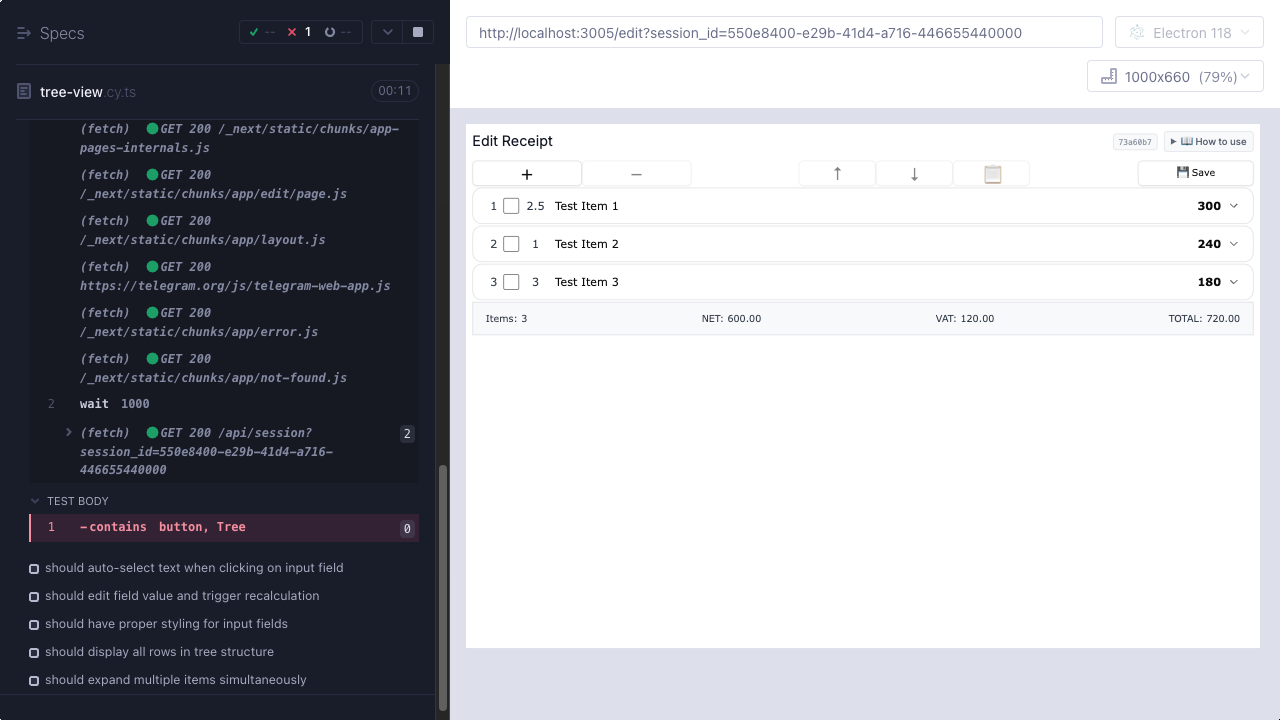 Specs
-- 1 --
tree-view.cy.ts 00:11
(fetch) GET 200 /_next/static/chunks/app-
pages-internals.js
(fetch) GET 200
/_next/static/chunks/app/edit/page.js
(fetch) GET 200
/_next/static/chunks/app/layout.js
(fetch) GET 200
https://telegram.org/js/telegram-web-app.js
(fetch) GET 200
/_next/static/chunks/app/error.js
(fetch) GET 200
/_next/static/chunks/app/not-found.js
2 wait 1000
(fetch) GET 200 /api/session? 2
session_id=550e8400-e29b-41d4-a716-
446655440000
TEST BODY
1 -contains button, Tree 0
should auto-select text when clicking on input field
should edit field value and trigger recalculation
should have proper styling for input fields
should display all rows in tree structure
should expand multiple items simultaneously
http://localhost:3005/edit?session_id=550e8400-e29b-41d4-a716-446655440000
Electron 118
1000x660 (79%)
Edit Receipt 73a60b7 ▶ 📖 How to use
+ − ↑ ↓ 📋 💾 Save
1 2.5 Test Item 1 300
2 1 Test Item 2 240
3 3 Test Item 3 180
Items: 3 NET: 600.00 VAT: 120.00 TOTAL: 720.00